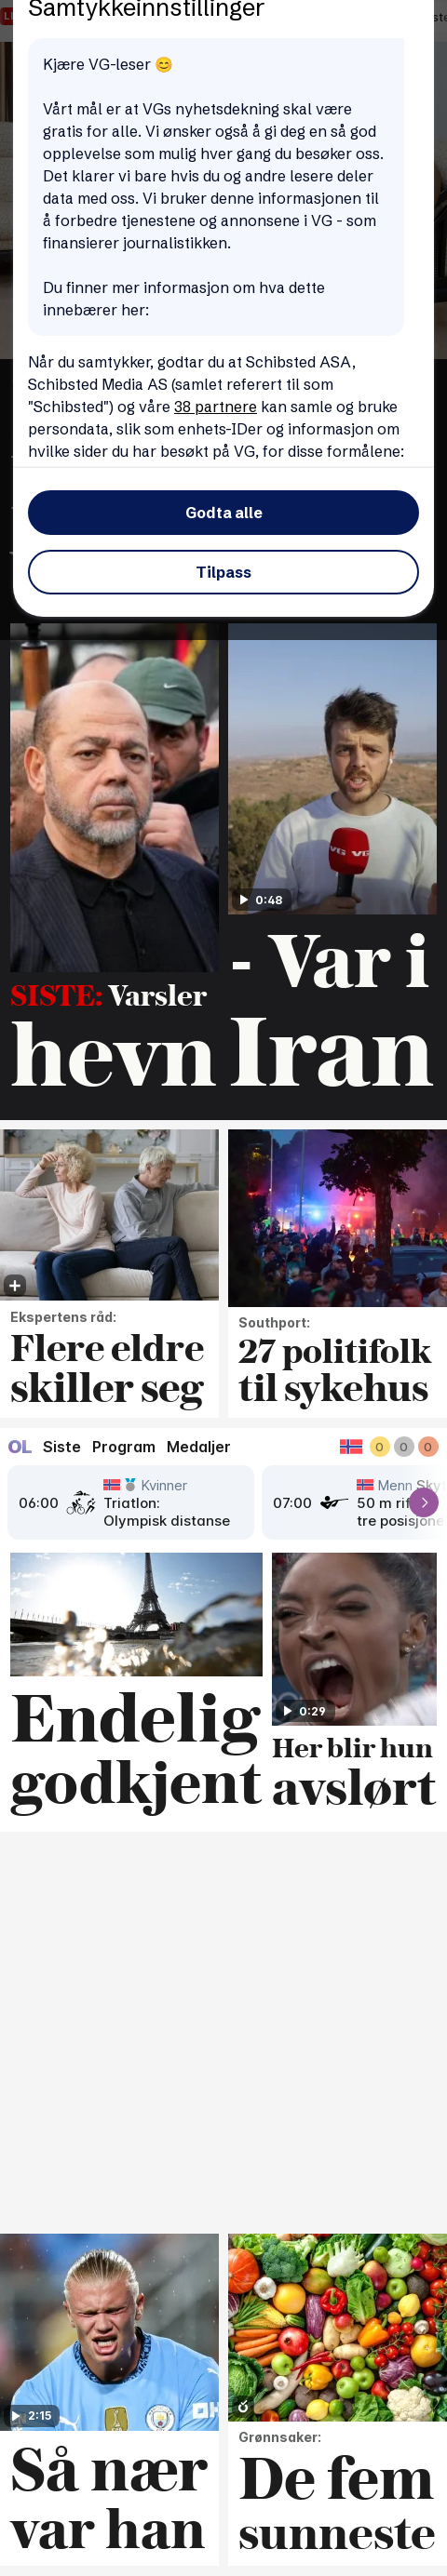 Samtykkeinnstillinger
Kjære VG-leser 😊
Vårt mål er at VGs nyhetsdekning skal være
gratis for alle. Vi ønsker også å gi deg en så god
opplevelse som mulig hver gang du besøker oss.
Det klarer vi bare hvis du og andre lesere deler
data med oss. Vi bruker denne informasjonen til
å forbedre tjenestene og annonsene i VG - som
finansierer journalistikken.
Du finner mer informasjon om hva dette
innebærer her:
Når du samtykker, godtar du at Schibsted ASA,
Schibsted Media AS (samlet referert til som
"Schibsted") og våre 38 partnere kan samle og bruke
persondata, slik som enhets-IDer og informasjon om
hvilke sider du har besøkt på VG, for disse formålene:
Godta alle
Tilpass
VG VG
0:48
SISTE: Varsler
hevn
- Var i
Iran
Ekspertens råd:
Flere eldre
skiller seg
Southport:
27 politifolk
til sykehus
OL Siste Program Medaljer 0 0 0
06:00
Kvinner
Triatlon:
Olympisk distanse
07:00
Menn
50 m
tre
Endelig
godkjent
0:29
Her blir hun
avslørt
2:15
Så nær
var han
Grønnsaker:
De fem
sunneste